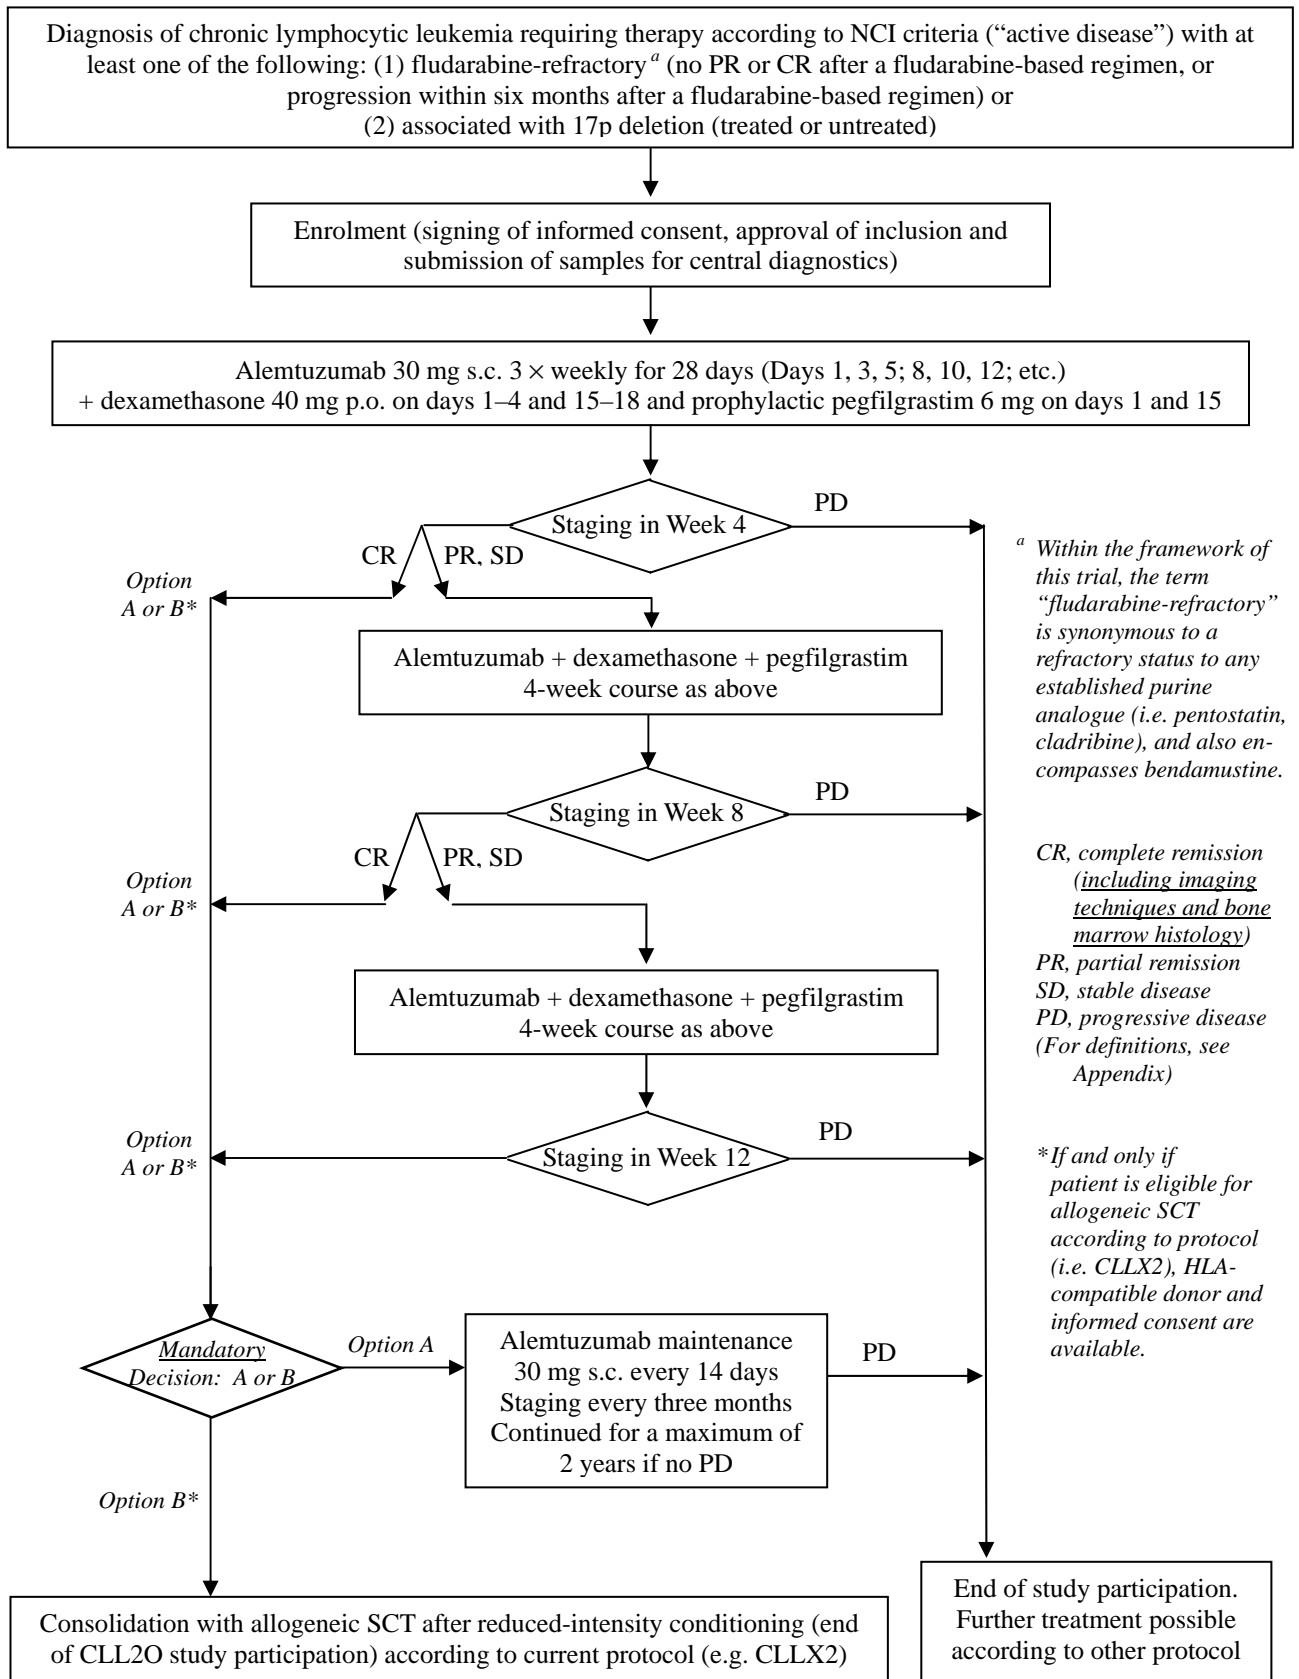 Diagnosis of chronic lymphocytic leukemia requiring therapy according to NCI criteria (“active disease”) with at
least one of the following: (1) fludarabine-refractory a (no PR or CR after a fludarabine-based regimen, or
progression within six months after a fludarabine-based regimen) or
(2) associated with 17p deletion (treated or untreated)
Enrolment (signing of informed consent, approval of inclusion and
submission of samples for central diagnostics)
Alemtuzumab 30 mg s.c. 3 × weekly for 28 days (Days 1, 3, 5; 8, 10, 12; etc.)
+ dexamethasone 40 mg p.o. on days 1–4 and 15–18 and prophylactic pegfilgrastim 6 mg on days 1 and 15
Staging in Week 4
PD
CR
PR, SD
Option
A or B*
Alemtuzumab + dexamethasone + pegfilgrastim
4-week course as above
Staging in Week 8
PD
CR
PR, SD
Option
A or B*
Alemtuzumab + dexamethasone + pegfilgrastim
4-week course as above
Staging in Week 12
PD
Option
A or B*
Mandatory
Decision: A or B
Option A
Alemtuzumab maintenance
30 mg s.c. every 14 days
Staging every three months
Continued for a maximum of
2 years if no PD
PD
Option B*
Consolidation with allogeneic SCT after reduced-intensity conditioning (end
of CLL2O study participation) according to current protocol (e.g. CLLX2)
End of study participation.
Further treatment possible
according to other protocol
a Within the framework of
this trial, the term
“fludarabine-refractory”
is synonymous to a
refractory status to any
established purine
analogue (i.e. pentostatin,
cladribine), and also en-
compasses bendamustine.
CR, complete remission
(including imaging
techniques and bone
marrow histology)
PR, partial remission
SD, stable disease
PD, progressive disease
(For definitions, see
Appendix)
*If and only if
patient is eligible for
allogeneic SCT
according to protocol
(i.e. CLLX2), HLA-
compatible donor and
informed consent are
available.